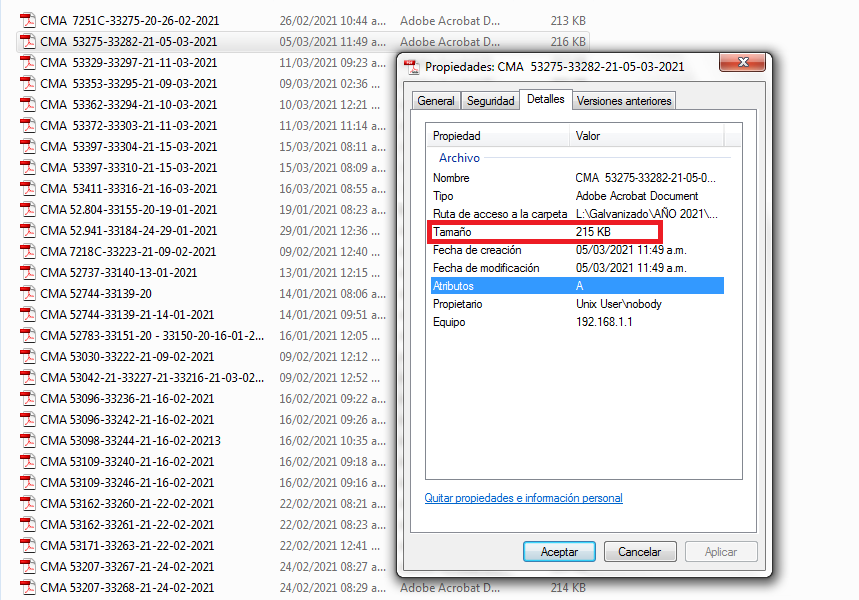 CMA 7251C-33275-20-26-02-2021 26/02/2021 10:44 a... Adobe Acrobat D... 213 KB
CMA 53275-33282-21-05-03-2021 05/03/2021 11:49 a... Adobe Acrobat D... 216 KB
CMA 53329-33297-21-11-03-2021 11/03/2021 09:23 a...
CMA 53353-33295-21-09-03-2021 09/03/2021 02:36 ...
CMA 53362-33294-21-10-03-2021 10/03/2021 12:21 ...
CMA 53372-33303-21-11-03-2021 11/03/2021 11:14 a...
CMA 53397-33304-21-15-03-2021 15/03/2021 08:11 a...
CMA 53397-33310-21-15-03-2021 15/03/2021 08:09 a...
CMA 53411-33316-21-16-03-2021 16/03/2021 08:55 a...
CMA 52.804-33155-20-19-01-2021 19/01/2021 08:23 a...
CMA 52.941-33184-24-29-01-2021 29/01/2021 12:36 ...
CMA 7218C-33223-21-09-02-2021 09/02/2021 12:40 ...
CMA 52737-33140-13-01-2021 13/01/2021 12:15 ...
CMA 52744-33139-20 14/01/2021 08:06 a...
CMA 52744-33139-21-14-01-2021 14/01/2021 09:51 a...
CMA 52783-33151-20 - 33150-20-16-01-2... 16/01/2021 12:05 ...
CMA 53030-33222-21-09-02-2021 09/02/2021 12:12 ...
CMA 53042-21-33227-21-33216-21-03-02... 09/02/2021 12:52 ...
CMA 53096-33236-21-16-02-2021 16/02/2021 09:22 a...
CMA 53096-33242-21-16-02-2021 16/02/2021 09:26 a...
CMA 53098-33244-21-16-02-20213 16/02/2021 10:35 a...
CMA 53109-33240-21-16-02-2021 16/02/2021 09:18 a...
CMA 53109-33246-21-16-02-2021 16/02/2021 09:16 a...
CMA 53162-33260-21-22-02-2021 22/02/2021 08:21 a...
CMA 53162-33261-21-22-02-2021 22/02/2021 08:23 a...
CMA 53171-33263-21-22-02-2021 22/02/2021 12:41 ...
CMA 53207-33267-21-24-02-2021 24/02/2021 08:27 a...
CMA 53207-33268-21-24-02-2021 24/02/2021 08:29 a... Adobe Acrobat D... 214 KB
Propiedades: CMA 53275-33282-21-05-03-2021
General Seguridad Detalles Versiones anteriores
Propiedad Valor
Archivo
Nombre CMA 53275-33282-21-05-0...
Tipo Adobe Acrobat Document
Ruta de acceso a la carpeta L:\Galvanizado\AÑO 2021\...
Tamaño 215 KB
Fecha de creación 05/03/2021 11:49 a.m.
Fecha de modificación 05/03/2021 11:49 a.m.
Atributos A
Propietario Unix User\nobody
Equipo 192.168.1.1
Quitar propiedades e información personal
Aceptar Cancelar Aplicar